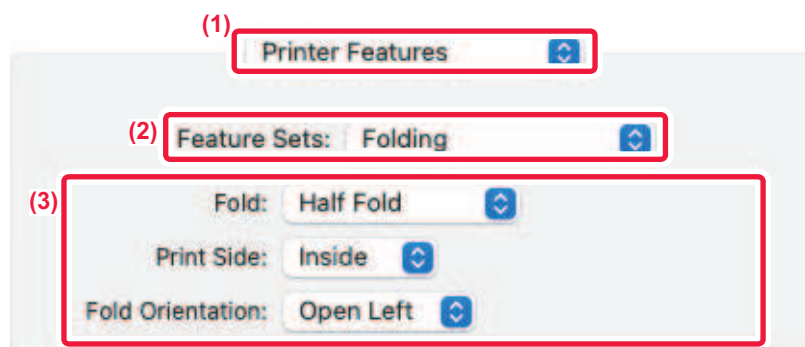 (1)
Printer Features
(2)
Feature Sets: Folding
(3)
Fold: Half Fold
Print Side: Inside
Fold Orientation: Open Left